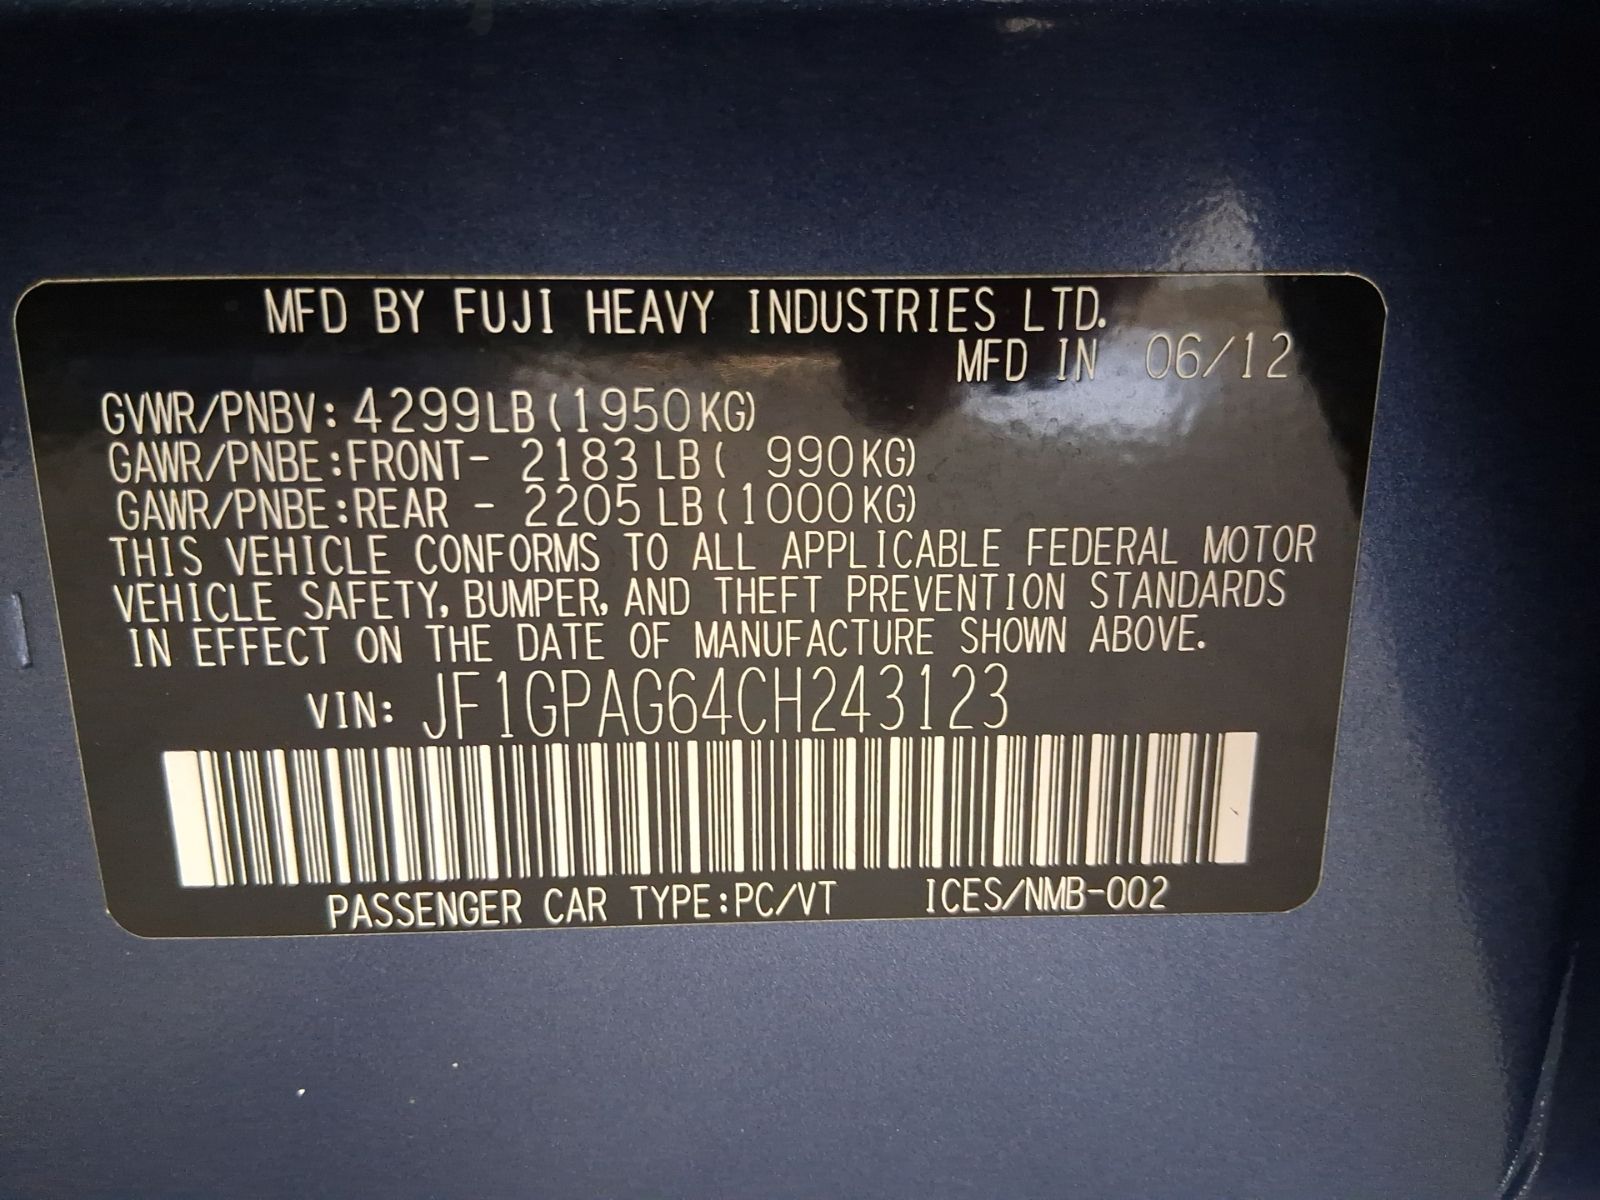 MFD BY FUJI HEAVY INDUSTRIES LTD.
MFD IN 06/12
GVWR/PNBV: 4299LB(1950KG)
GAWR/PNBE:FRONT- 2183LB( 990KG)
GAWR/PNBE:REAR - 2205LB(1000KG)
THIS VEHICLE CONFORMS TO ALL APPLICABLE FEDERAL MOTOR
VEHICLE SAFETY, BUMPER, AND THEFT PREVENTION STANDARDS
IN EFFECT ON THE DATE OF MANUFACTURE SHOWN ABOVE.
VIN: JF1GPAG64CH243123
PASSENGER CAR TYPE:PC/VT ICES/NMB-002